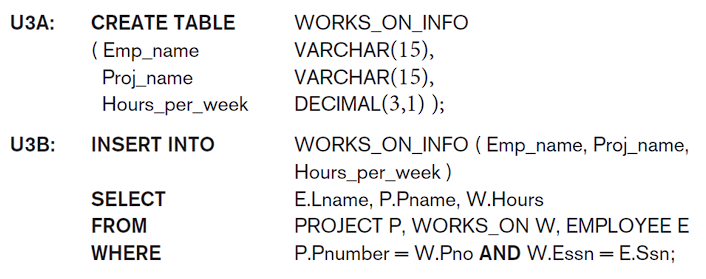 U3A: CREATE TABLE WORKS_ON_INFO
( Emp_name VARCHAR(15),
Proj_name VARCHAR(15),
Hours_per_week DECIMAL(3,1) );
U3B: INSERT INTO WORKS_ON_INFO ( Emp_name, Proj_name,
Hours_per_week )
SELECT E.Lname, P.Pname, W.Hours
FROM PROJECT P, WORKS_ON W, EMPLOYEE E
WHERE P.Pnumber = W.Pno AND W.Essn = E.Ssn;